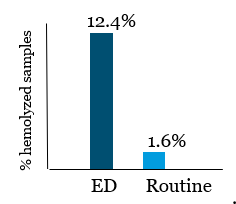 12.4%
% hemolyzed samples
1.6%
ED Routine
.